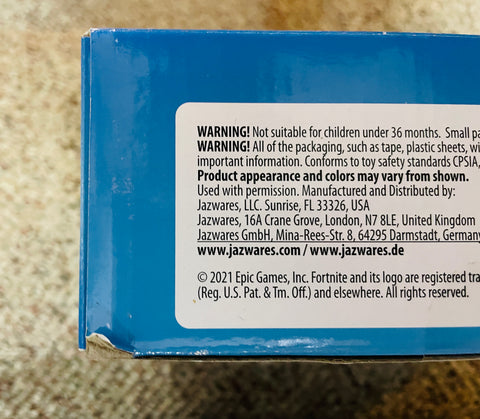 WARNING! Not suitable for children under 36 months. Small
WARNING! All of the packaging, such as tape, plastic sheets,
important information. Conforms to toy safety standards CPSIA,
Product appearance and colors may vary from shown.
Used with permission. Manufactured and Distributed by:
Jazwares, LLC. Sunrise, FL 33326, USA
Jazwares, 16A Crane Grove, London, N7 8LE, United Kingdom
Jazwares GmbH, Mina-Rees-Str. 8, 64295 Darmstadt, Germany
www.jazwares.com / www.jazwares.de
© 2021 Epic Games, Inc. Fortnite and its logo are registered
(Reg. U.S. Pat. & Tm. Off.) and elsewhere. All rights reserved.